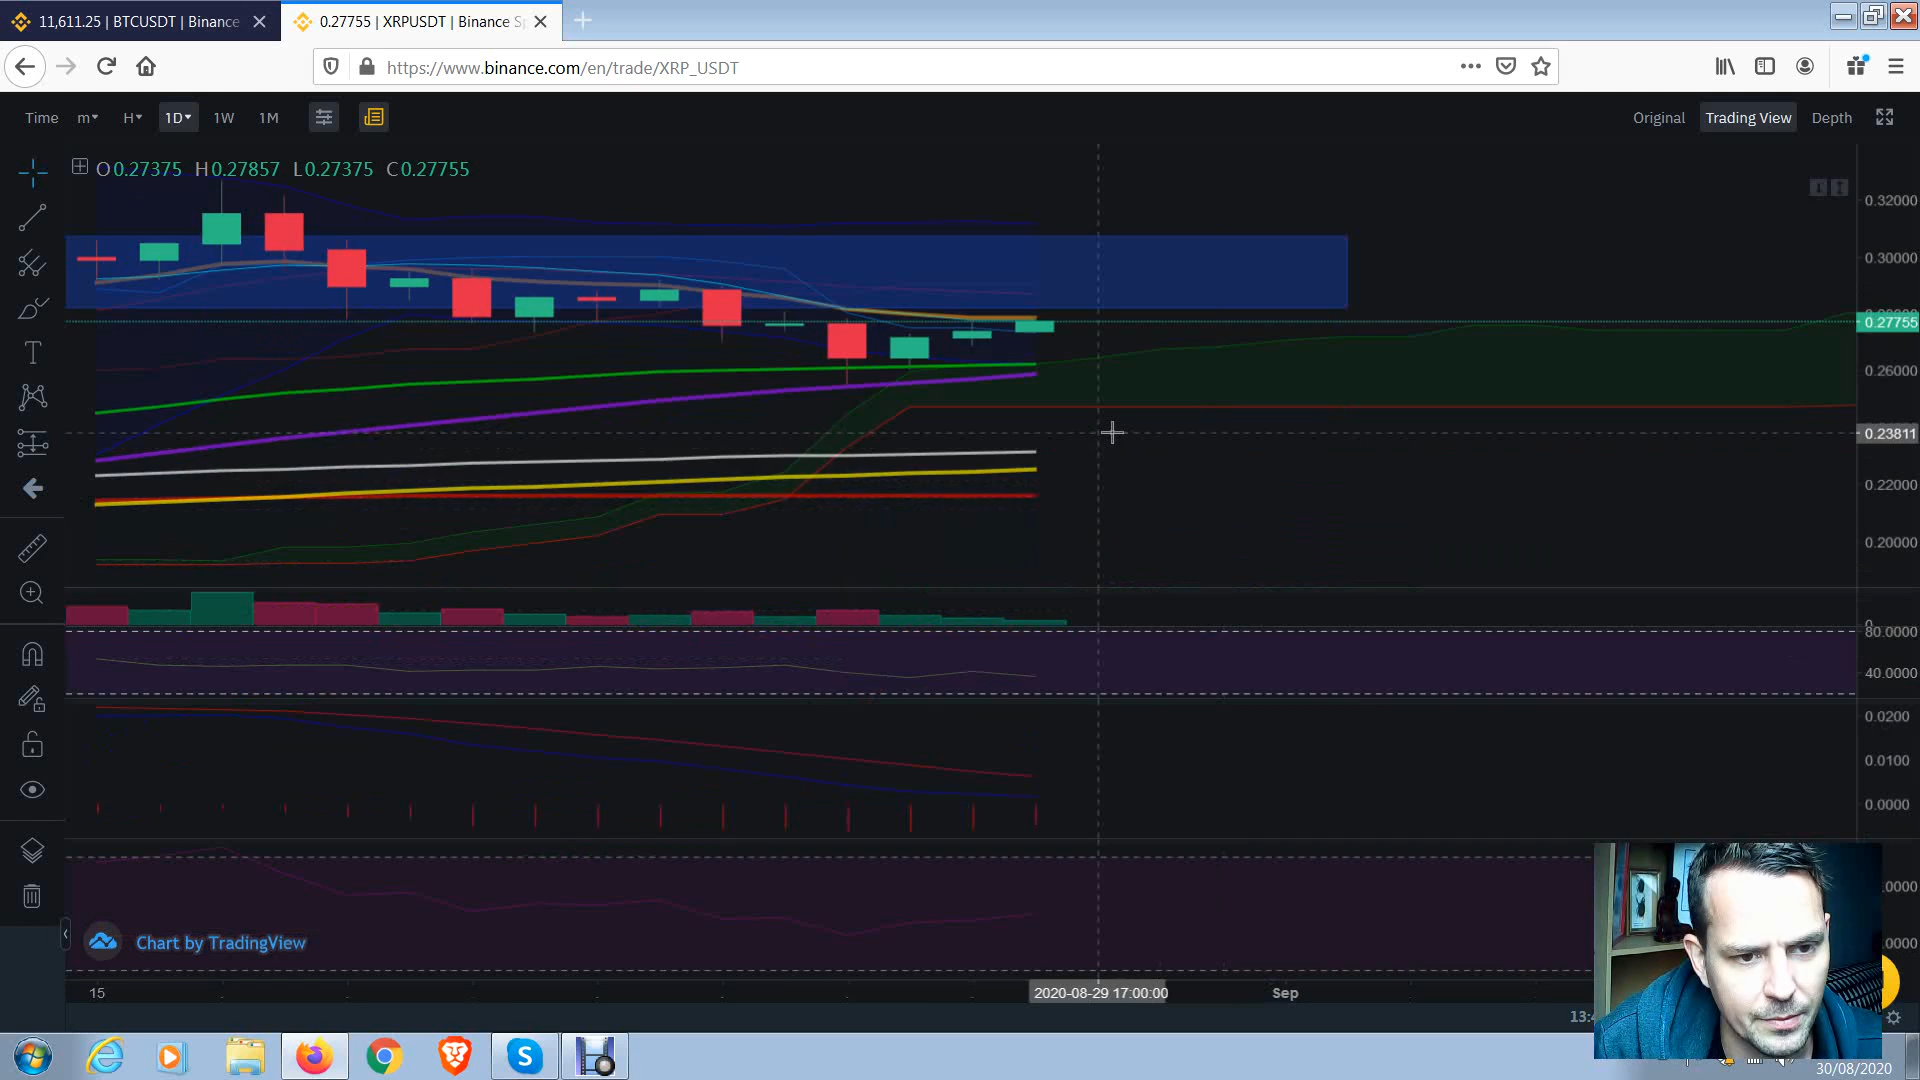 11,611.25 | BTCUSDT | Binance
0.27755 | XRPUSDT | Binance Sp
https://www.binance.com/en/trade/XRP_USDT
Time m H 1D 1W 1M
Original Trading View Depth
O0.27375 H0.27857 L0.27375 C0.27755
0.32000
0.30000
0.27755
0.26000
0.23811
0.22000
0.20000
80.0000
40.0000
0.0200
0.0100
0.0000
Chart by TradingView
15
2020-08-29 17:00:00
Sep
30/08/2020